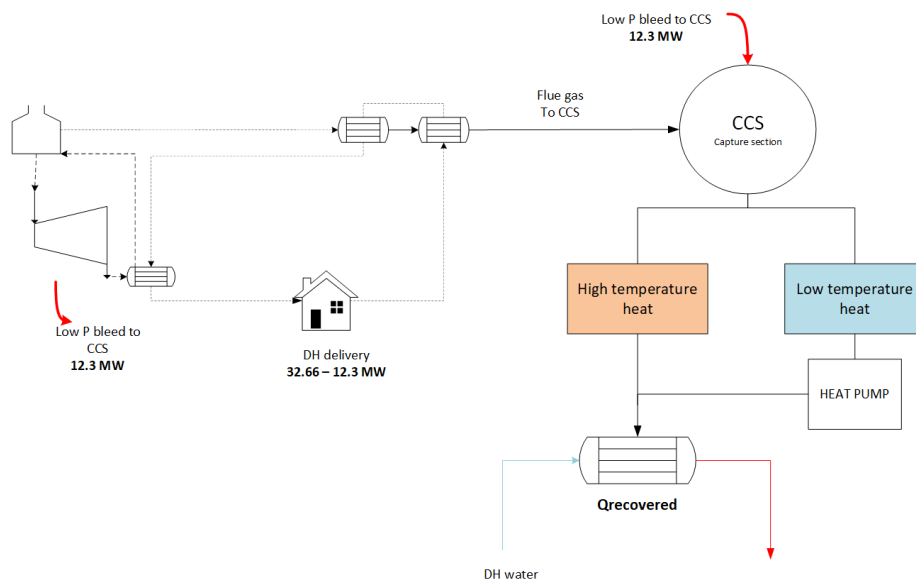 Low P bleed to CCS
12.3 MW
Flue gas
To CCS
CCS
Capture section
High temperature
heat
Low temperature
heat
Low P bleed to
CCS
12.3 MW
DH delivery
32.66 – 12.3 MW
HEAT PUMP
Qrecovered
DH water